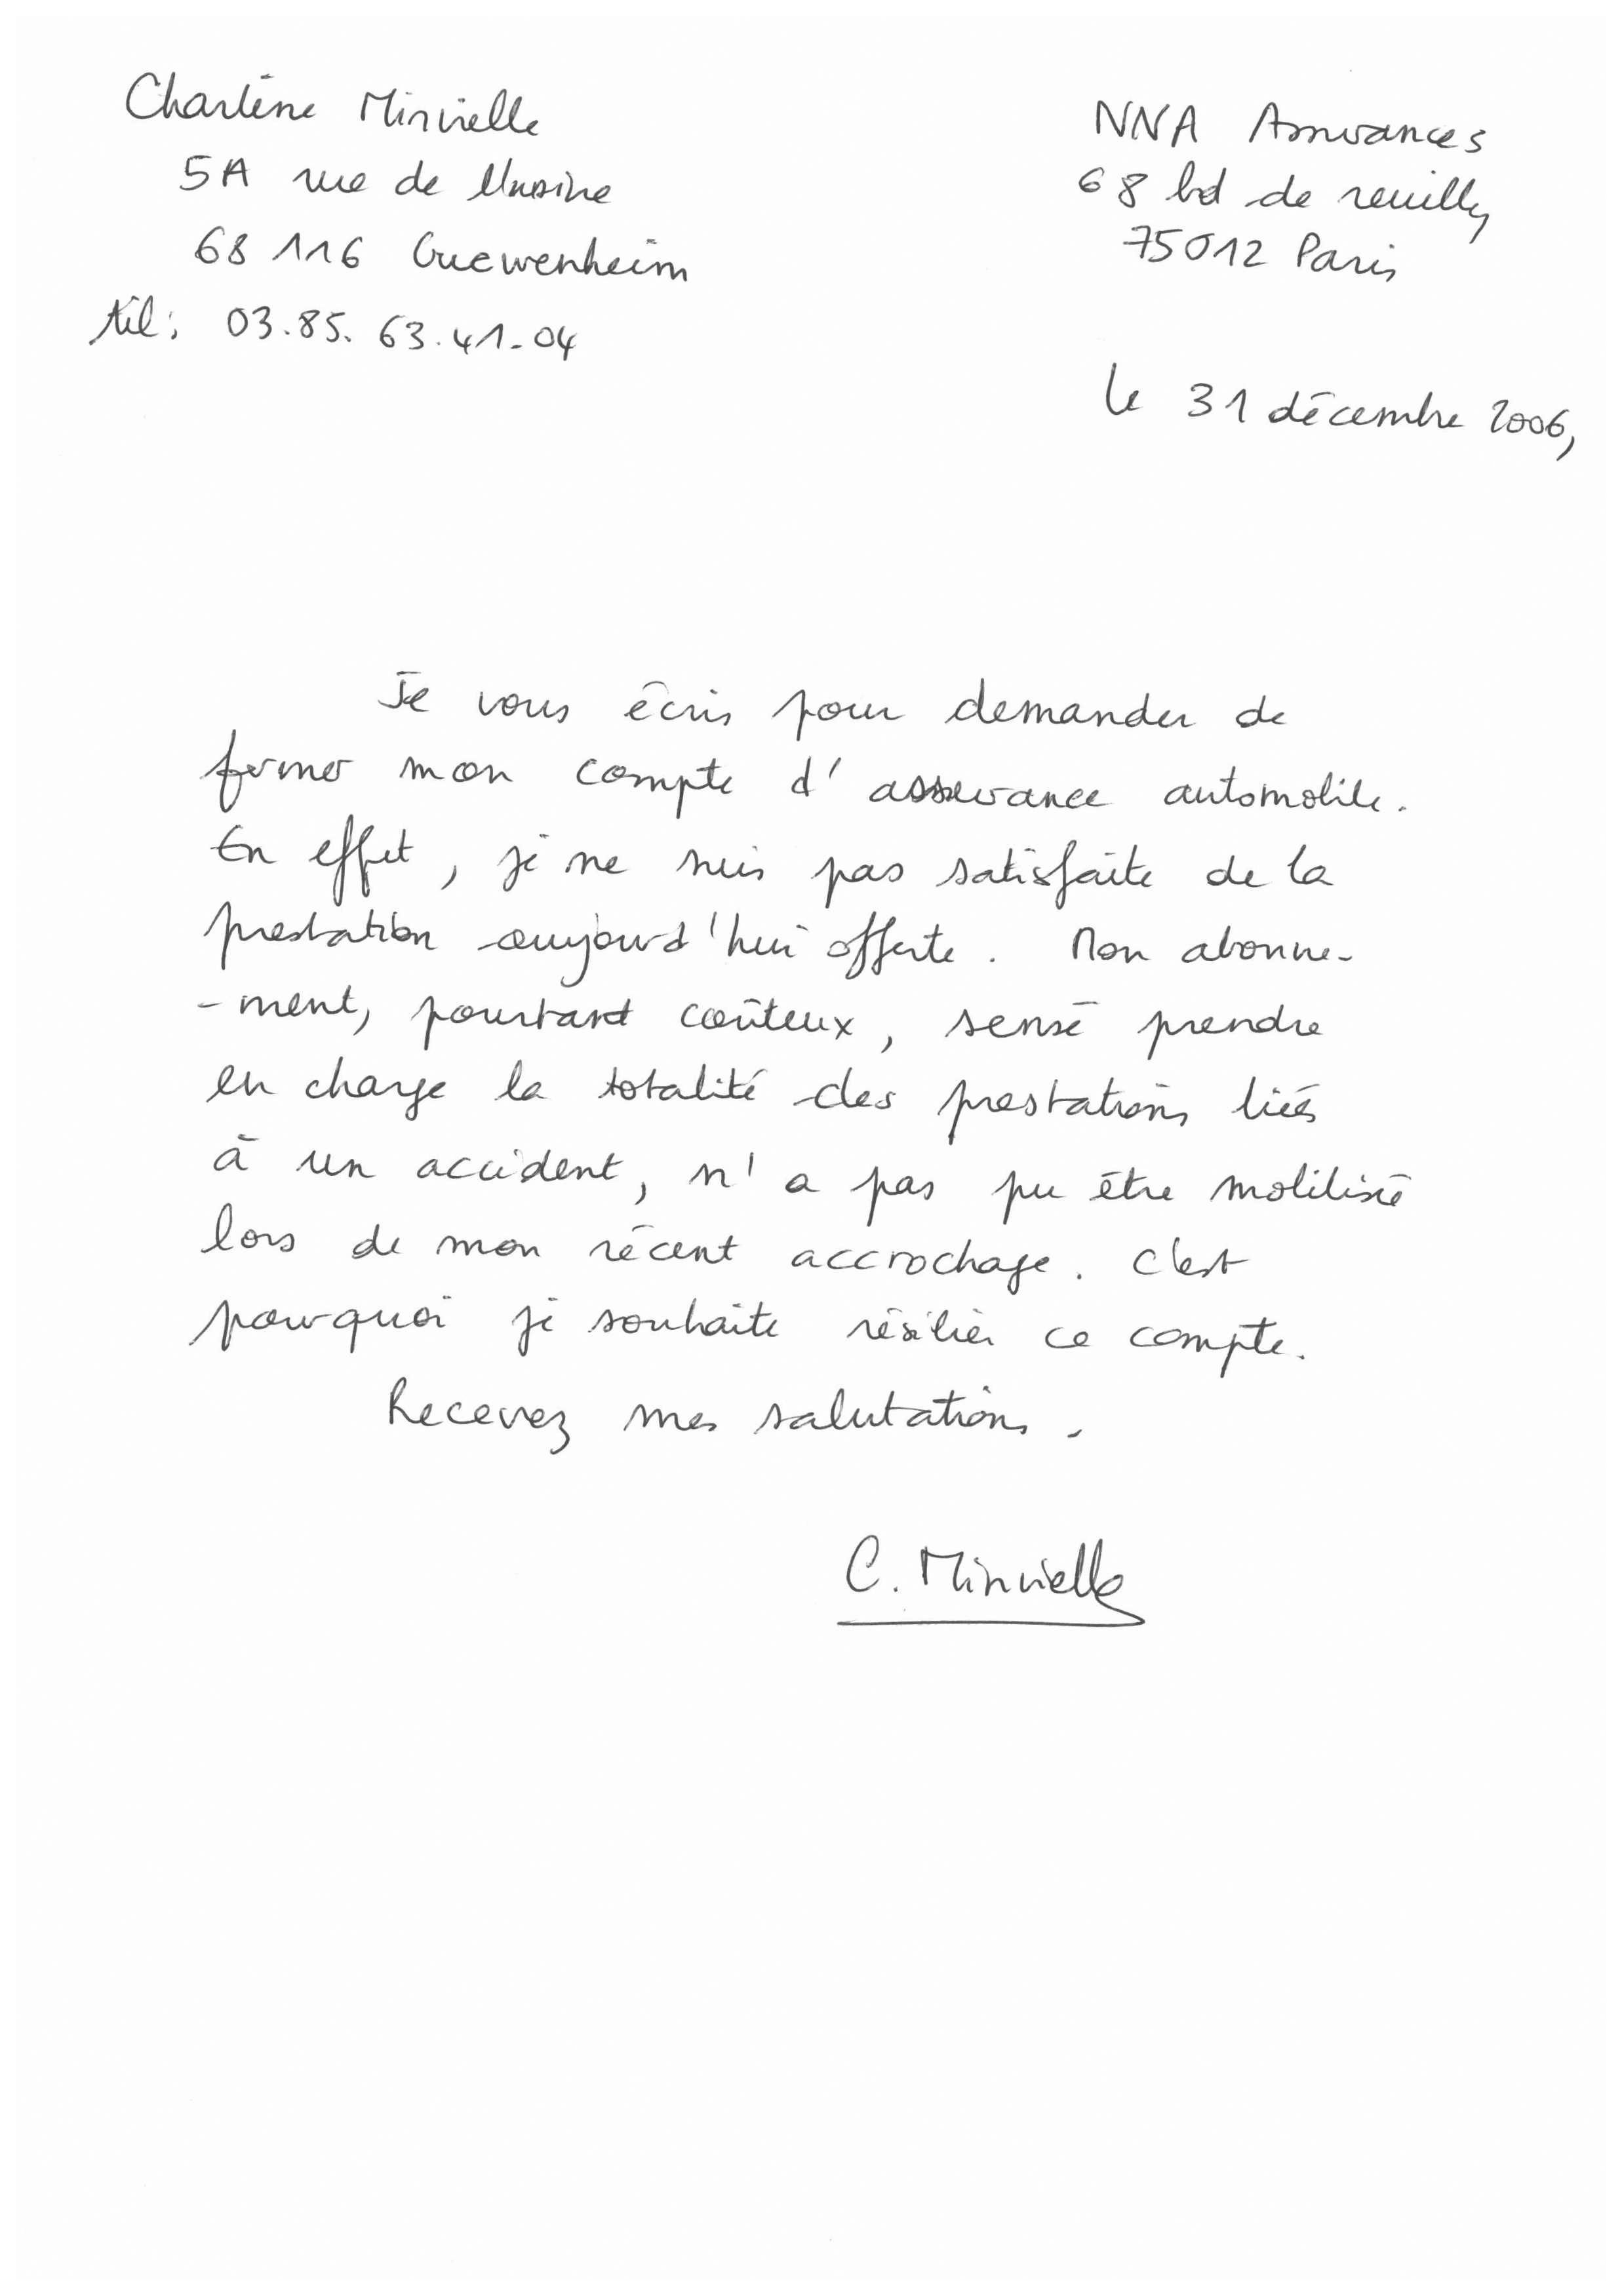 Charlène Minvielle
5A rue de l'usine
68 116 Guewenheim
tél : 03.85.63.41.04
NNA Assurances
68 bd de reuilly
75012 Paris
le 31 décembre 2006,
Je vous écris pour demander de
fermer mon compte d'assurance automobile.
En effet, je ne suis pas satisfaite de la
prestation aujourd'hui offerte. Mon abonne-
-ment, pourtant coûteux, sensé prendre
en charge la totalité des prestations liées
à un accident, n'a pas pu être mobilisé
lors de mon récent accrochage. C'est
pourquoi je souhaite résilier ce compte.
Recevez mes salutations.
C. Minvielle